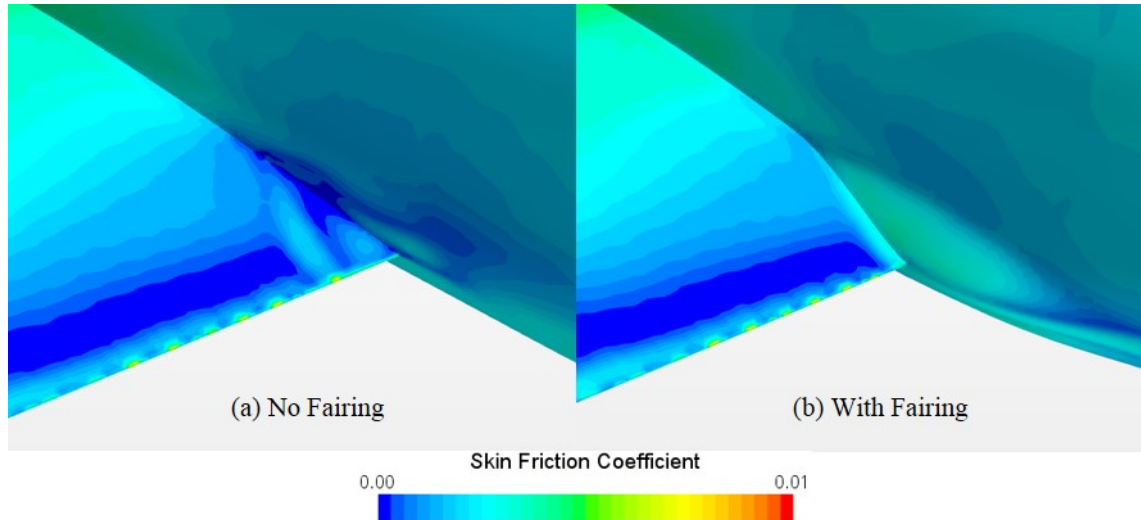 (a) No Fairing
(b) With Fairing
Skin Friction Coefficient
0.00
0.01